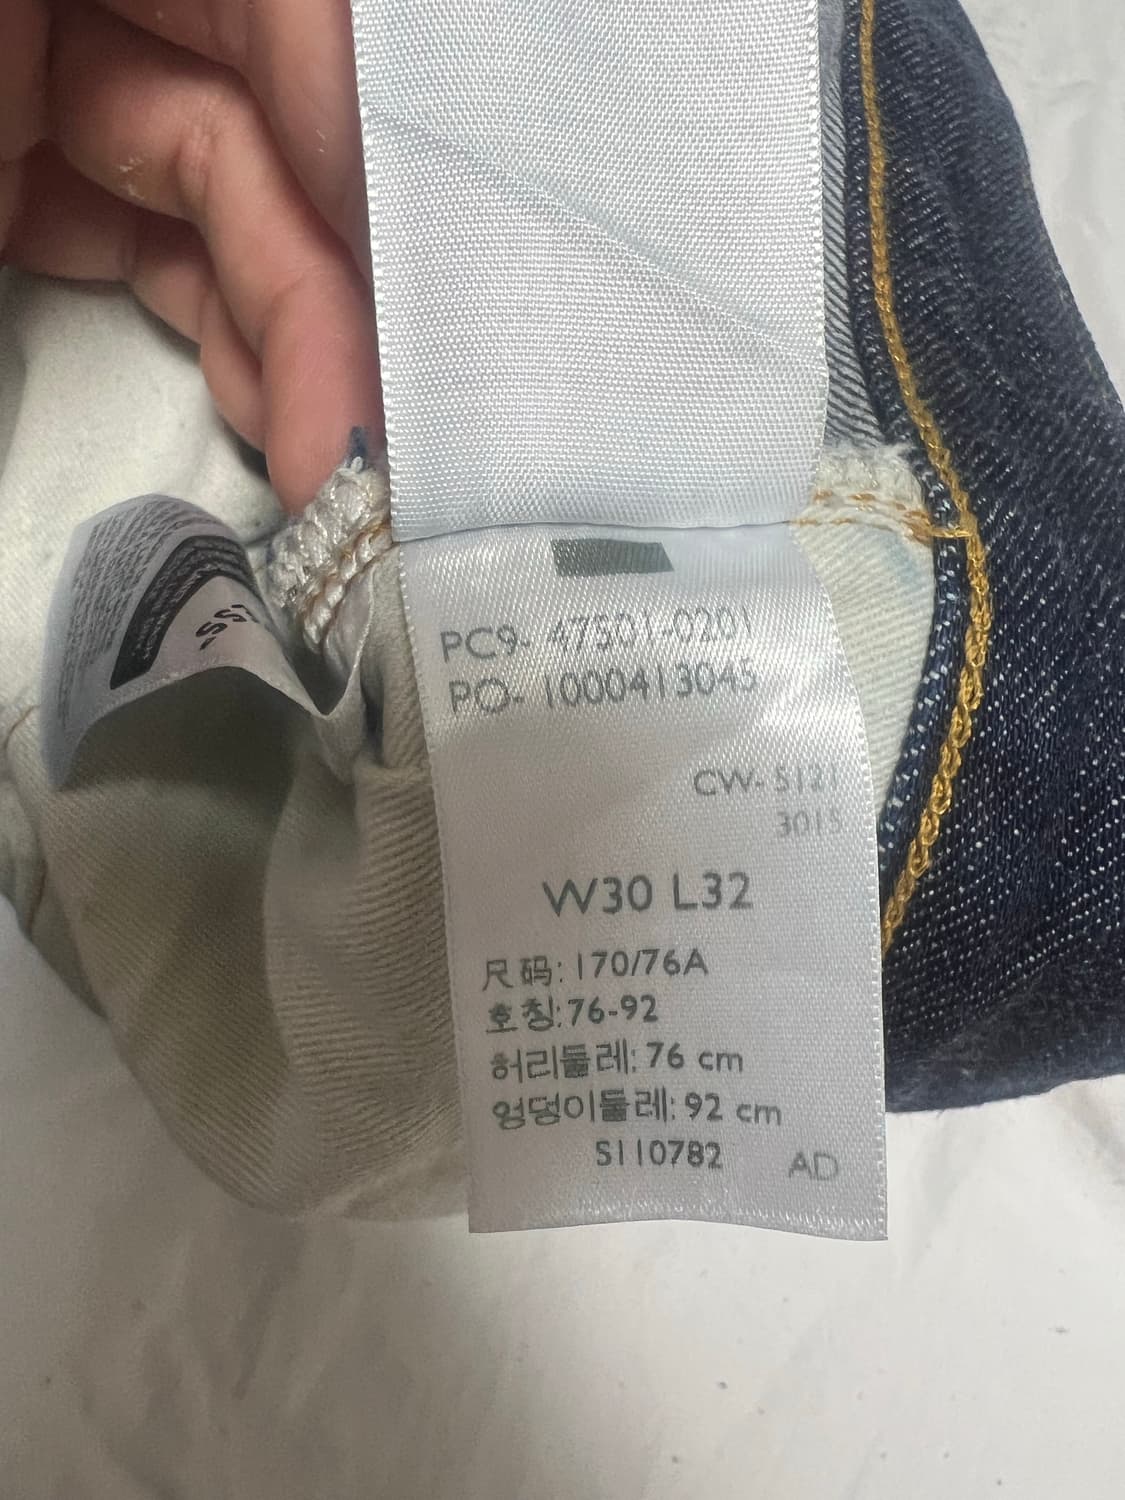 PC9- 47501-0201
PO- 1000413045
CW- S121
3015
W30 L32
尺码: 170/76A
호칭: 76-92
허리둘레: 76 cm
엉덩이둘레: 92 cm
S110782 AD